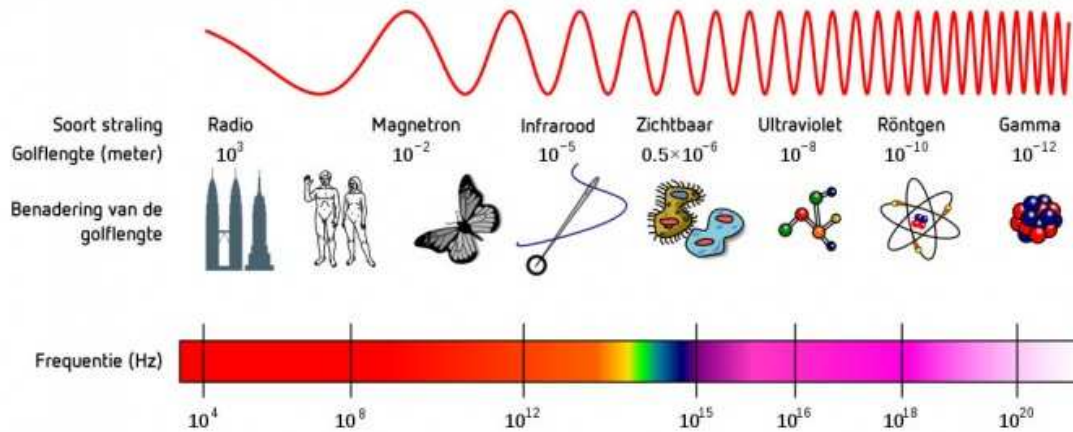 Soort straling Radio Magnetron Infrarood Zichtbaar Ultraviolet Röntgen Gamma
Golflengte (meter) 10³ 10⁻² 10⁻⁵ 0.5×10⁻⁶ 10⁻⁸ 10⁻¹⁰ 10⁻¹²
Benadering van de
golflengte
Frequentie (Hz)
10⁴ 10⁸ 10¹² 10¹⁵ 10¹⁶ 10¹⁸ 10²⁰